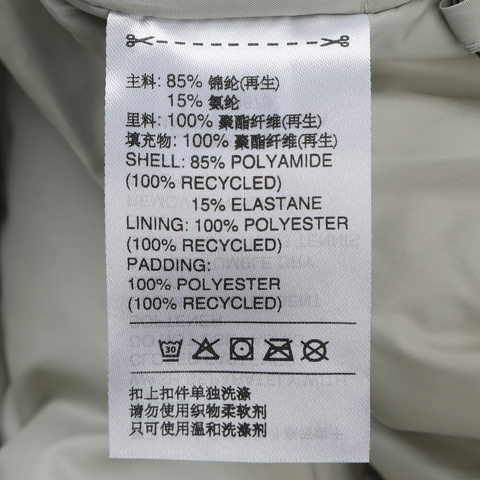 主料: 85% 锦纶(再生)
15% 氨纶
里料: 100% 聚酯纤维(再生)
填充物: 100% 聚酯纤维(再生)
SHELL: 85% POLYAMIDE
(100% RECYCLED)
15% ELASTANE
LINING: 100% POLYESTER
(100% RECYCLED)
PADDING:
100% POLYESTER
(100% RECYCLED)
30
扣上扣件单独洗涤
请勿使用织物柔软剂
只可使用温和洗涤剂